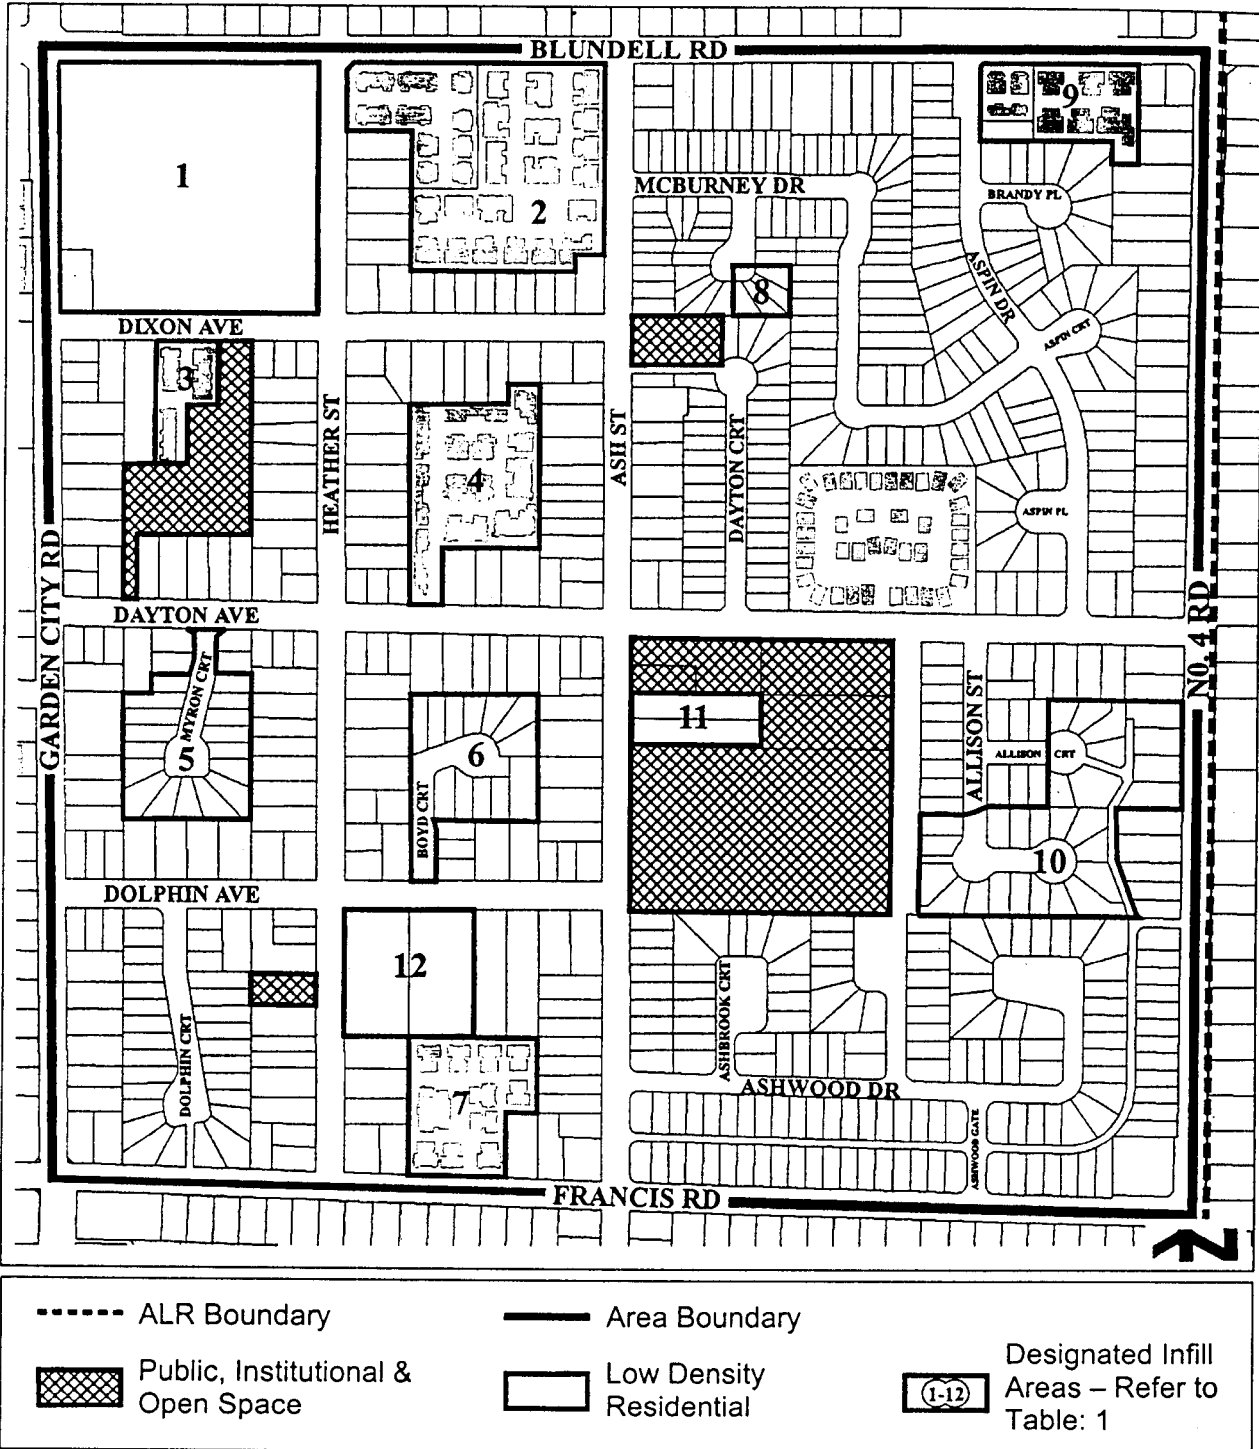 BLUNDELL RD
1
2
9
MCBURNEY DR
BRANDY PL
ASPIN DR
8
DIXON AVE
ASPIN CRT
3
HEATHER ST
ASH ST
4
DAYTON CRT
ASPIN PL
GARDEN CITY RD
DAYTON AVE
NO. 4 RD
MYRON CRT
5
6
BOYD CRT
11
ALLISON ST
ALLISON CRT
10
DOLPHIN AVE
12
DOLPHIN CRT
ASHBROOK CRT
7
ASHWOOD DR
ASHWOOD GATE
FRANCIS RD
N
ALR Boundary
Area Boundary
Public, Institutional &
Open Space
Low Density
Residential
(1-12)
Designated Infill
Areas – Refer to
Table: 1